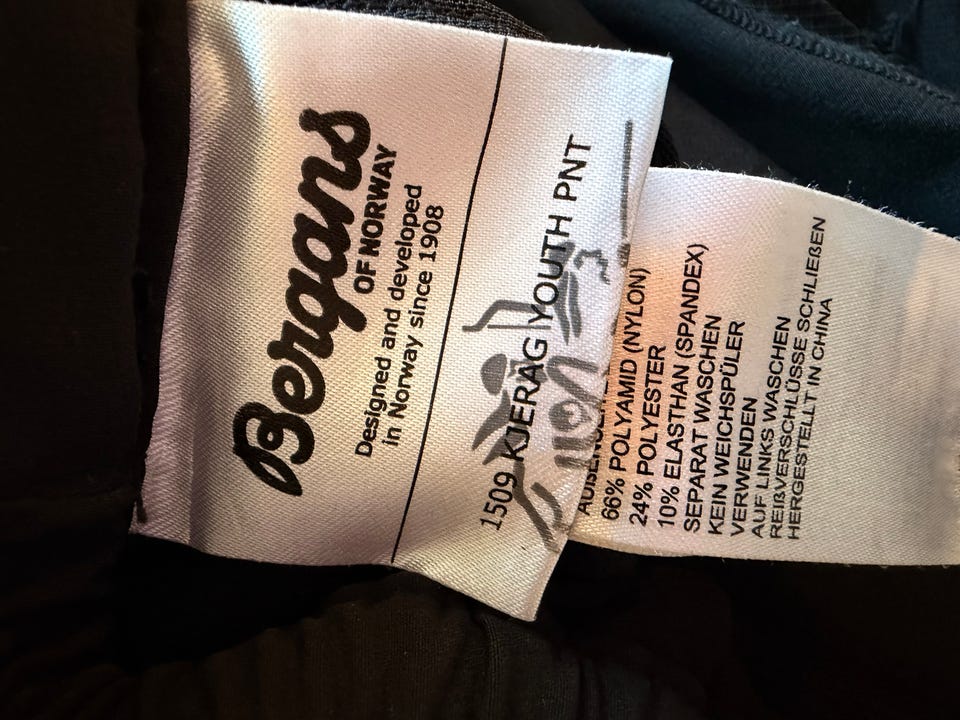 Bergans
OF NORWAY
Designed and developed
in Norway since 1908
1509 KJERAG YOUTH PNT
66% POLYAMID (NYLON)
24% POLYESTER
10% ELASTHAN (SPANDEX)
SEPARAT WASCHEN
KEIN WEICHSPÜLER
VERWENDEN
AUF LINKS WASCHEN
REIßVERSCHLÜSSE SCHLIEßEN
HERGESTELLT IN CHINA